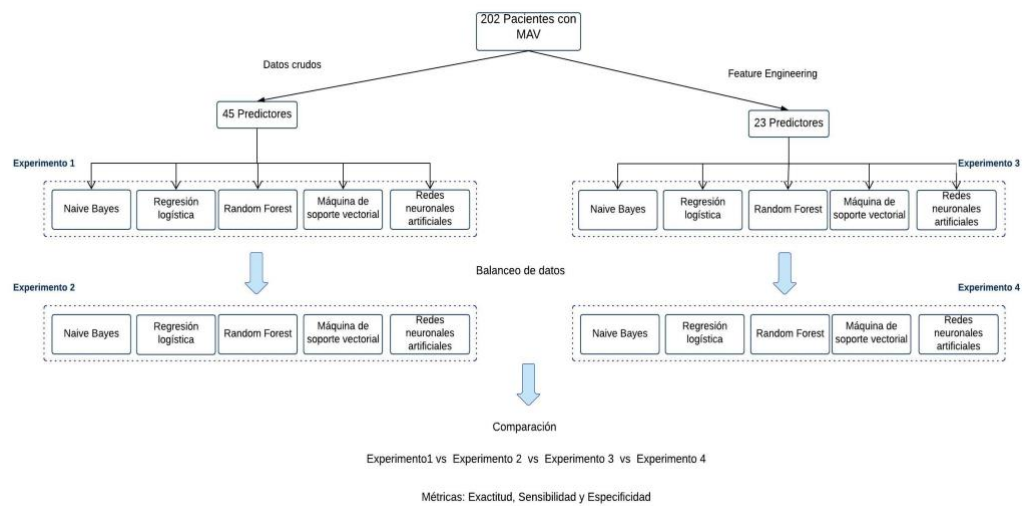 202 Pacientes con
MAV
Datos crudos
Feature Engineering
45 Predictores
23 Predictores
Experimento 1
Experimento 3
Naive Bayes
Regresión
logística
Random Forest
Máquina de
soporte vectorial
Redes
neuronales
artificiales
Naive Bayes
Regresión
logística
Random Forest
Máquina de
soporte vectorial
Redes
neuronales
artificiales
Balanceo de datos
Experimento 2
Experimento 4
Naive Bayes
Regresión
logística
Random Forest
Máquina de
soporte vectorial
Redes
neuronales
artificiales
Naive Bayes
Regresión
logística
Random Forest
Máquina de
soporte vectorial
Redes
neuronales
artificiales
Comparación
Experimento1 vs Experimento 2 vs Experimento 3 vs Experimento 4
Métricas: Exactitud, Sensibilidad y Especificidad